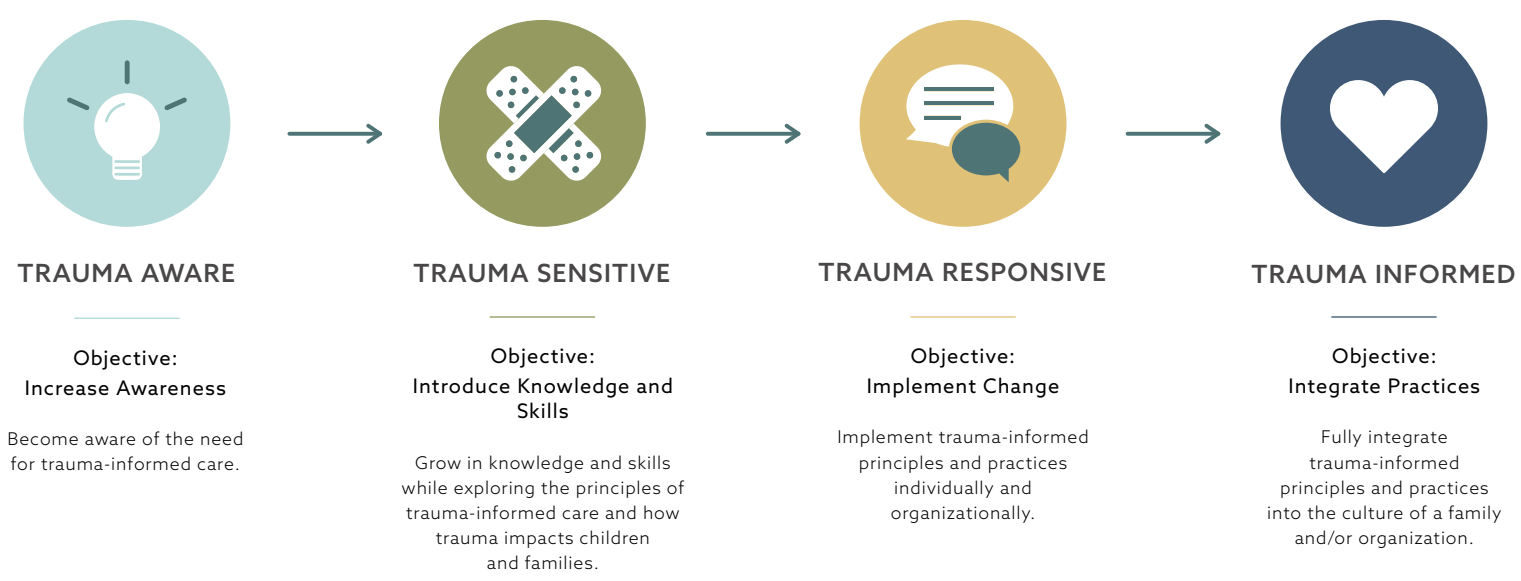 TRAUMA AWARE
Objective:
Increase Awareness
Become aware of the need
for trauma-informed care.
TRAUMA SENSITIVE
Objective:
Introduce Knowledge and
Skills
Grow in knowledge and skills
while exploring the principles of
trauma-informed care and how
trauma impacts children
and families.
TRAUMA RESPONSIVE
Objective:
Implement Change
Implement trauma-informed
principles and practices
individually and
organizationally.
TRAUMA INFORMED
Objective:
Integrate Practices
Fully integrate
trauma-informed
principles and practices
into the culture of a family
and/or organization.